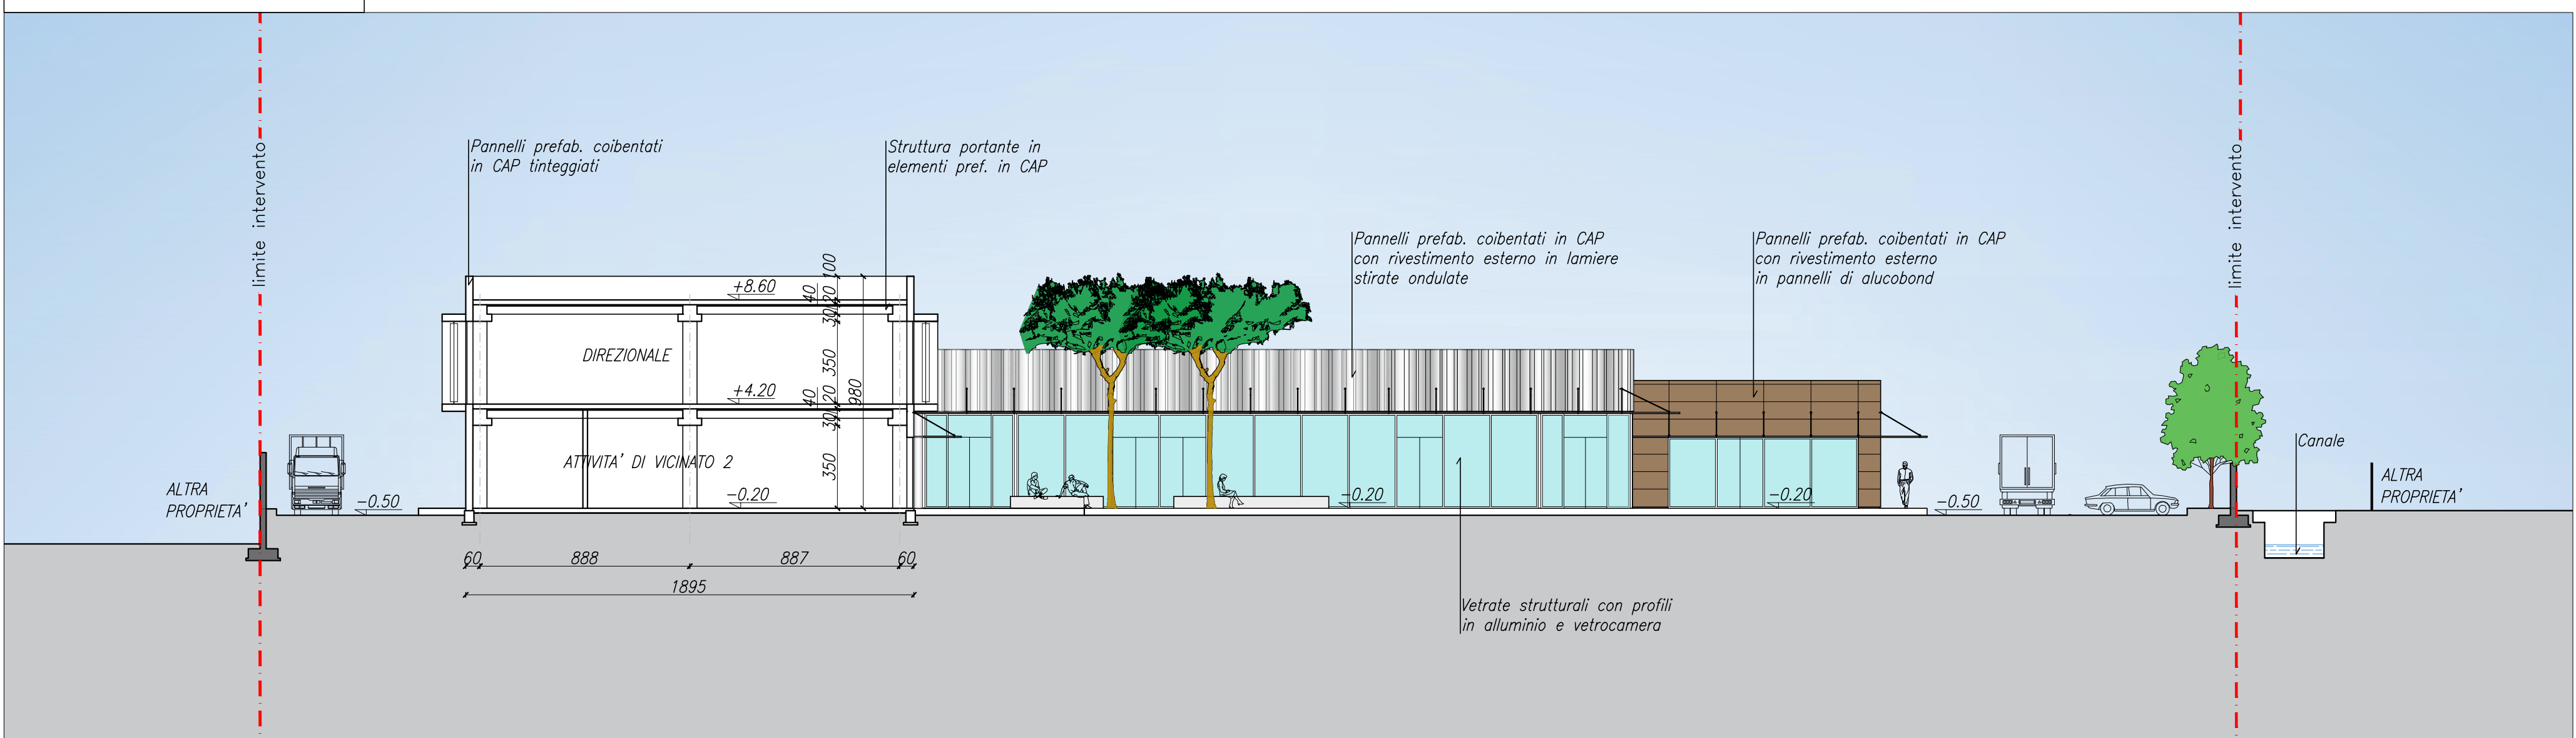 limite intervento
Pannelli prefab. coibentati
in CAP tinteggiati
Struttura portante in
elementi pref. in CAP
Pannelli prefab. coibentati in CAP
con rivestimento esterno in lamiere
stirate ondulate
Pannelli prefab. coibentati in CAP
con rivestimento esterno
in pannelli di alucobond
limite intervento
100
+8.60
40
20
30
DIREZIONALE
350
980
+4.20
40
20
30
ATTIVITA' DI VICINATO 2
350
Canale
ALTRA
PROPRIETA'
-0.50
-0.20
-0.20
-0.20
-0.50
ALTRA
PROPRIETA'
60
888
887
60
1895
Vetrate strutturali con profili
in alluminio e vetrocamera